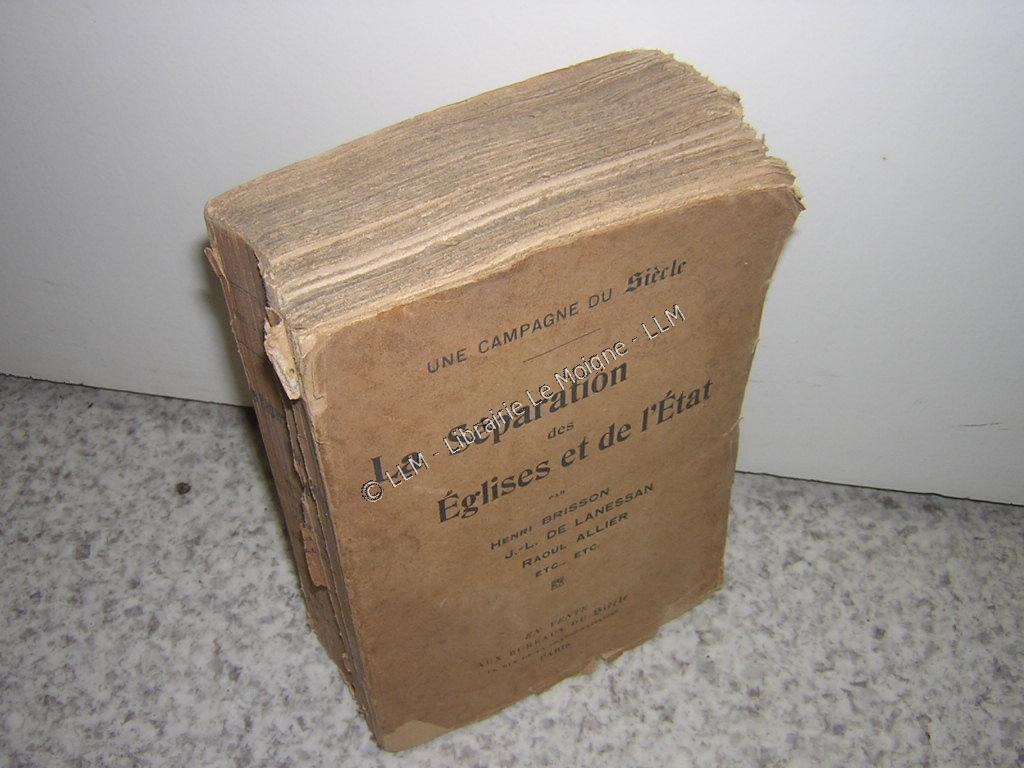 UNE CAMPAGNE DU Siècle
La Séparation
des
Églises et de l'État
PAR
HENRI BRISSON
J.-L. DE LANESSAN
RAOUL ALLIER
ETC., ETC.
EN VENTE
AUX BUREAUX DU Siècle
PARIS
© LLM - Librairie Le Moigne - LLM